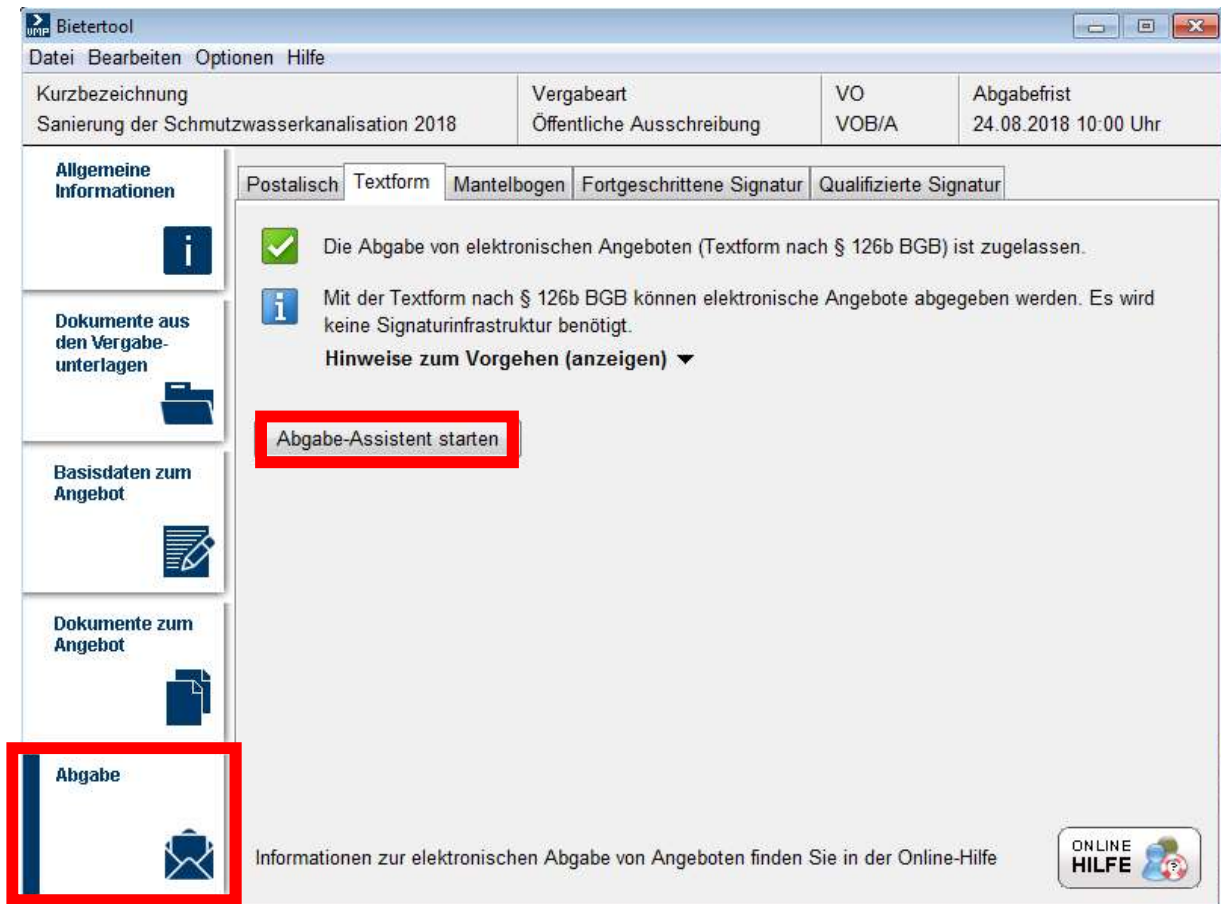 VMP Bietertool
Datei Bearbeiten Optionen Hilfe
Kurzbezeichnung Vergabeart VO Abgabefrist
Sanierung der Schmutzwasserkanalisation 2018 Öffentliche Ausschreibung VOB/A 24.08.2018 10:00 Uhr
Allgemeine
Informationen
i
Dokumente aus
den Vergabe-
unterlagen
Basisdaten zum
Angebot
Dokumente zum
Angebot
Abgabe
Postalisch Textform Mantelbogen Fortgeschrittene Signatur Qualifizierte Signatur
Die Abgabe von elektronischen Angeboten (Textform nach § 126b BGB) ist zugelassen.
i
Mit der Textform nach § 126b BGB können elektronische Angebote abgegeben werden. Es wird
keine Signaturinfrastruktur benötigt.
Hinweise zum Vorgehen (anzeigen)
Abgabe-Assistent starten
Informationen zur elektronischen Abgabe von Angeboten finden Sie in der Online-Hilfe
ONLINE
HILFE